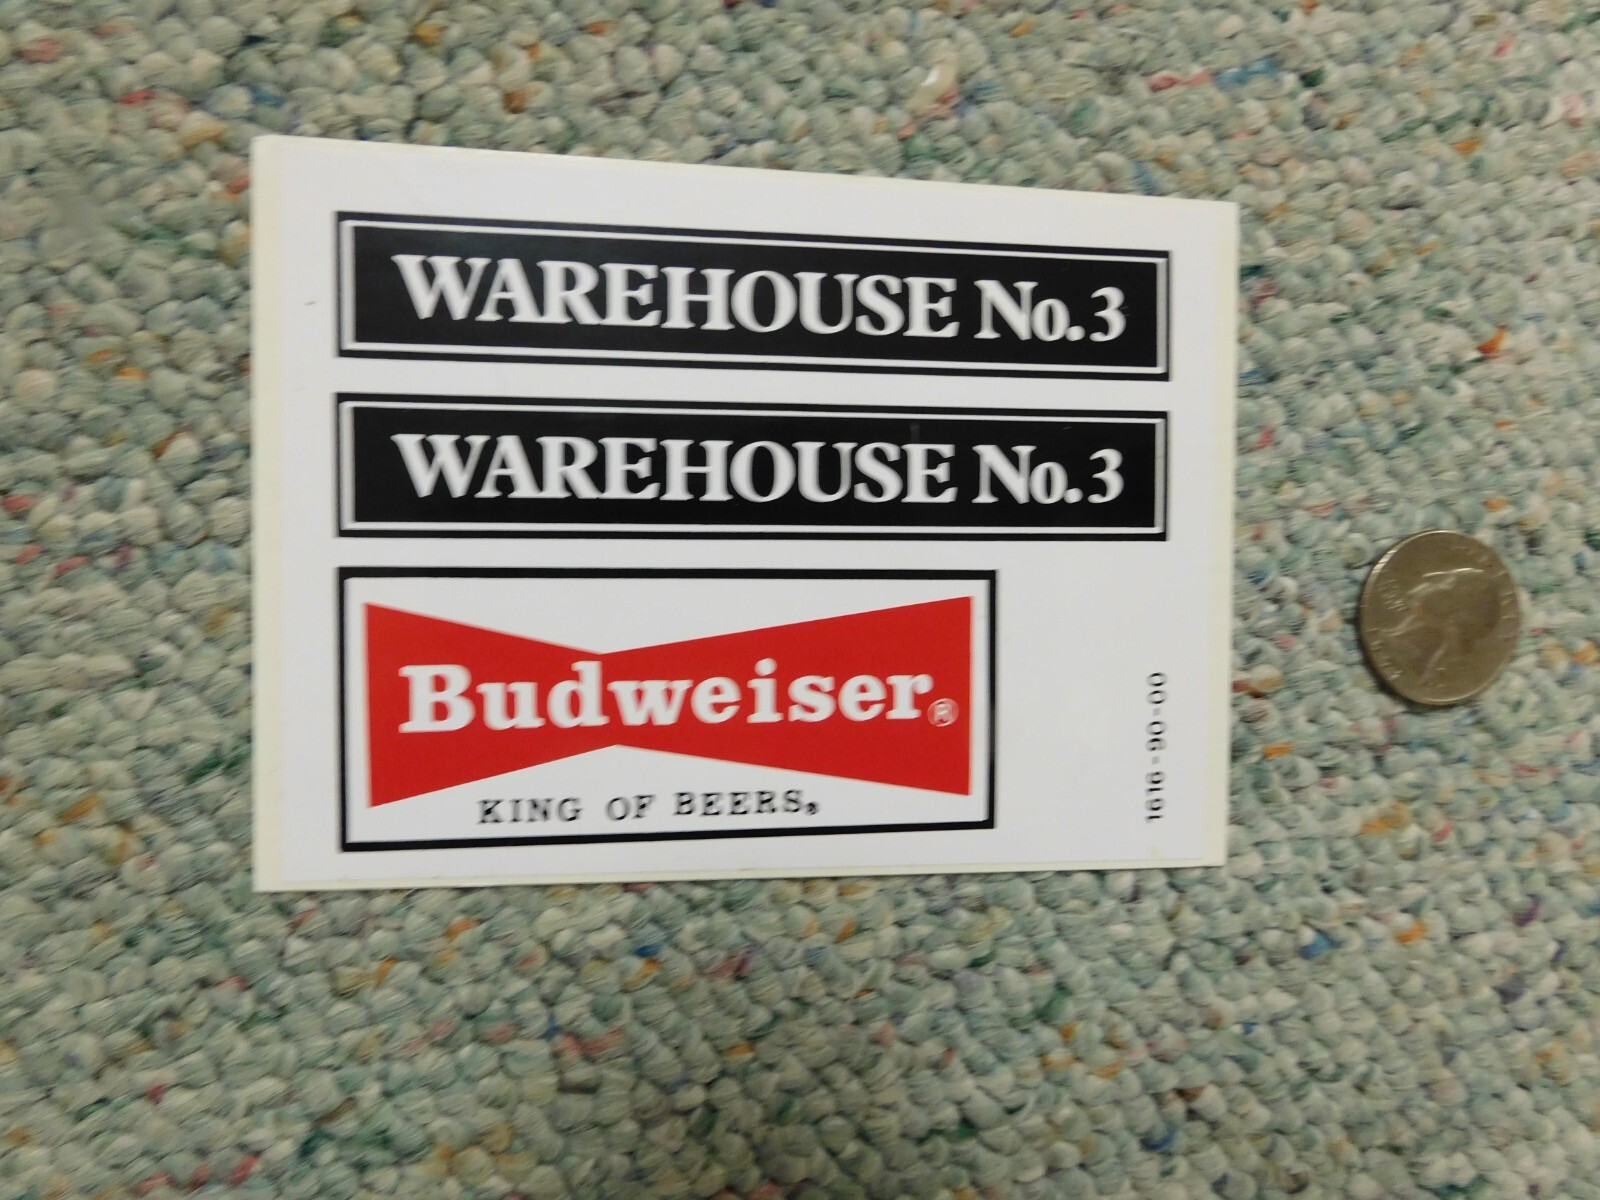 WAREHOUSE No.3
WAREHOUSE No.3
Budweiser®
KING OF BEERS®
1616-90-00